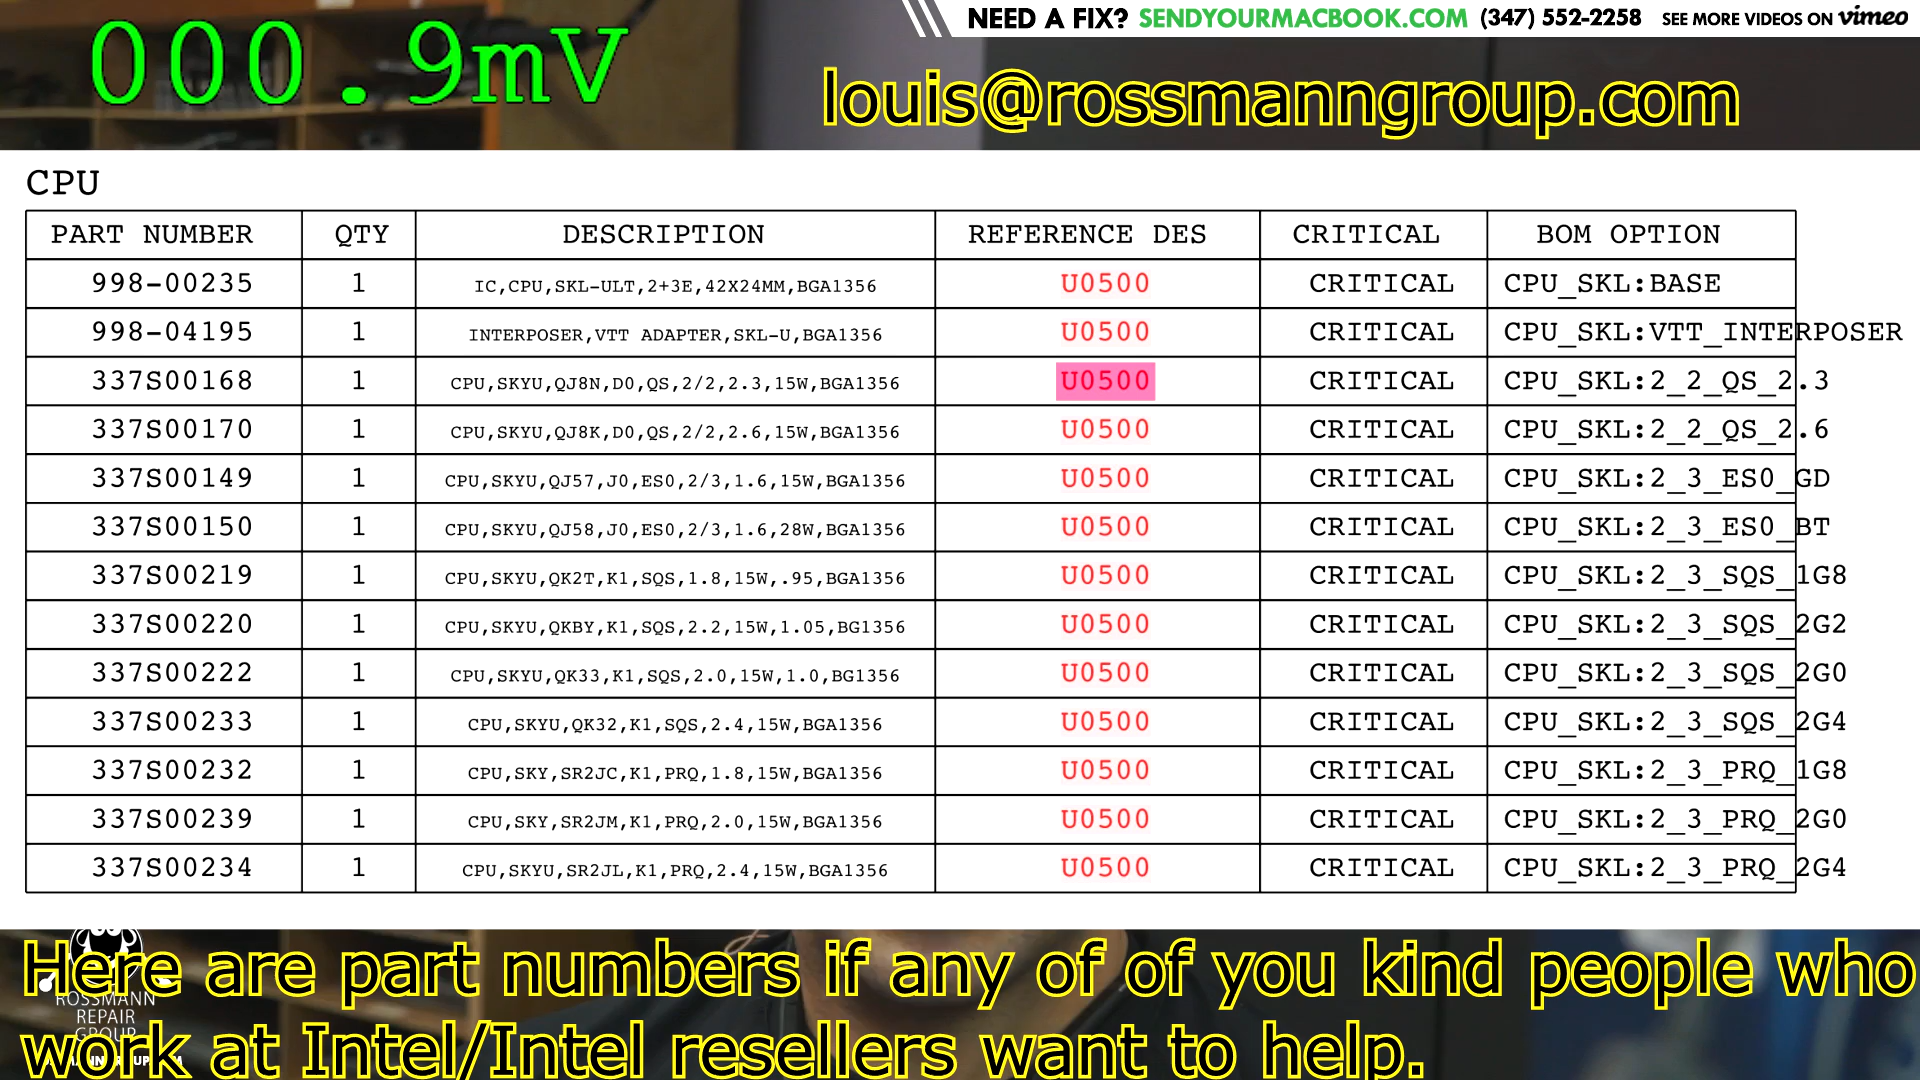 NEED A FIX? SENDYOURMACBOOK.COM (347) 552-2258 SEE MORE VIDEOS ON vimeo
000.9mV
louis@rossmanngroup.com
CPU
PART NUMBER QTY DESCRIPTION REFERENCE DES CRITICAL BOM OPTION
998-00235 1 IC,CPU,SKL-ULT,2+3E,42X24MM,BGA1356 U0500 CRITICAL CPU_SKL:BASE
998-04195 1 INTERPOSER,VTT ADAPTER,SKL-U,BGA1356 U0500 CRITICAL CPU_SKL:VTT_INTERPOSER
337S00168 1 CPU,SKYU,QJ8N,D0,QS,2/2,2.3,15W,BGA1356 U0500 CRITICAL CPU_SKL:2_2_QS_2.3
337S00170 1 CPU,SKYU,QJ8K,D0,QS,2/2,2.6,15W,BGA1356 U0500 CRITICAL CPU_SKL:2_2_QS_2.6
337S00149 1 CPU,SKYU,QJ57,J0,ES0,2/3,1.6,15W,BGA1356 U0500 CRITICAL CPU_SKL:2_3_ES0_GD
337S00150 1 CPU,SKYU,QJ58,J0,ES0,2/3,1.6,28W,BGA1356 U0500 CRITICAL CPU_SKL:2_3_ES0_BT
337S00219 1 CPU,SKYU,QK2T,K1,SQS,1.8,15W,.95,BGA1356 U0500 CRITICAL CPU_SKL:2_3_SQS_1G8
337S00220 1 CPU,SKYU,QKBY,K1,SQS,2.2,15W,1.05,BG1356 U0500 CRITICAL CPU_SKL:2_3_SQS_2G2
337S00222 1 CPU,SKYU,QK33,K1,SQS,2.0,15W,1.0,BG1356 U0500 CRITICAL CPU_SKL:2_3_SQS_2G0
337S00233 1 CPU,SKYU,QK32,K1,SQS,2.4,15W,BGA1356 U0500 CRITICAL CPU_SKL:2_3_SQS_2G4
337S00232 1 CPU,SKY,SR2JC,K1,PRQ,1.8,15W,BGA1356 U0500 CRITICAL CPU_SKL:2_3_PRQ_1G8
337S00239 1 CPU,SKY,SR2JM,K1,PRQ,2.0,15W,BGA1356 U0500 CRITICAL CPU_SKL:2_3_PRQ_2G0
337S00234 1 CPU,SKYU,SR2JL,K1,PRQ,2.4,15W,BGA1356 U0500 CRITICAL CPU_SKL:2_3_PRQ_2G4
Here are part numbers if any of of you kind people who
work at Intel/Intel resellers want to help.
ROSSMANN
REPAIR
GROUP